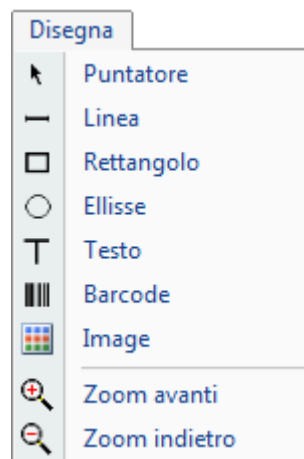 Disegna
Puntatore
Linea
Rettangolo
Ellisse
Testo
Barcode
Image
Zoom avanti
Zoom indietro